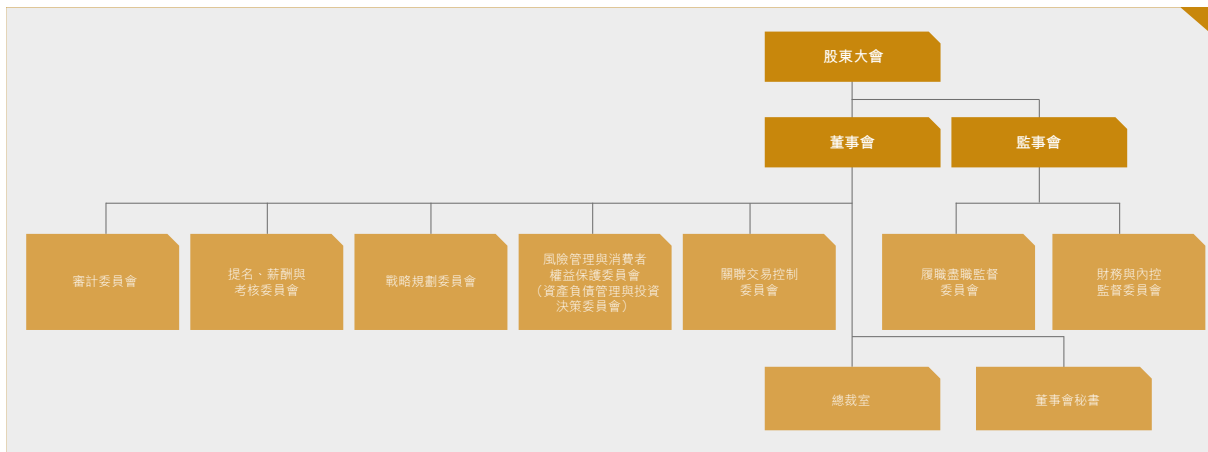 股東大會
董事會
監事會
審計委員會
提名、薪酬與
考核委員會
戰略規劃委員會
風險管理與消費者
權益保護委員會
（資產負債管理與投資
決策委員會）
關聯交易控制
委員會
履職盡職監督
委員會
財務與內控
監督委員會
總裁室
董事會秘書